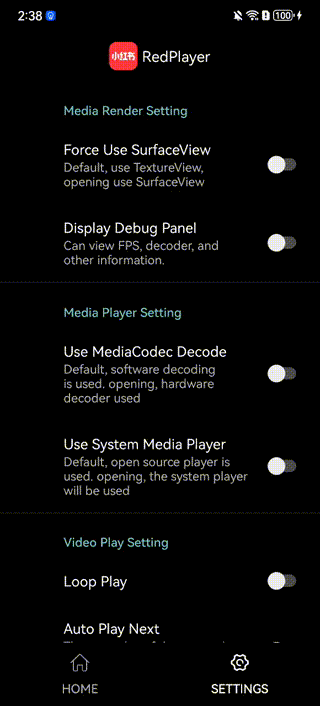 2:38
100
小红书 RedPlayer
Media Render Setting
Force Use SurfaceView
Default, use TextureView,
opening use SurfaceView
Display Debug Panel
Can view FPS, decoder, and
other information.
Media Player Setting
Use MediaCodec Decode
Default, software decoding
is used. opening, hardware
decoder used
Use System Media Player
Default, open source player is
used. opening, the system player
will be used
Video Play Setting
Loop Play
Auto Play Next
HOME
SETTINGS